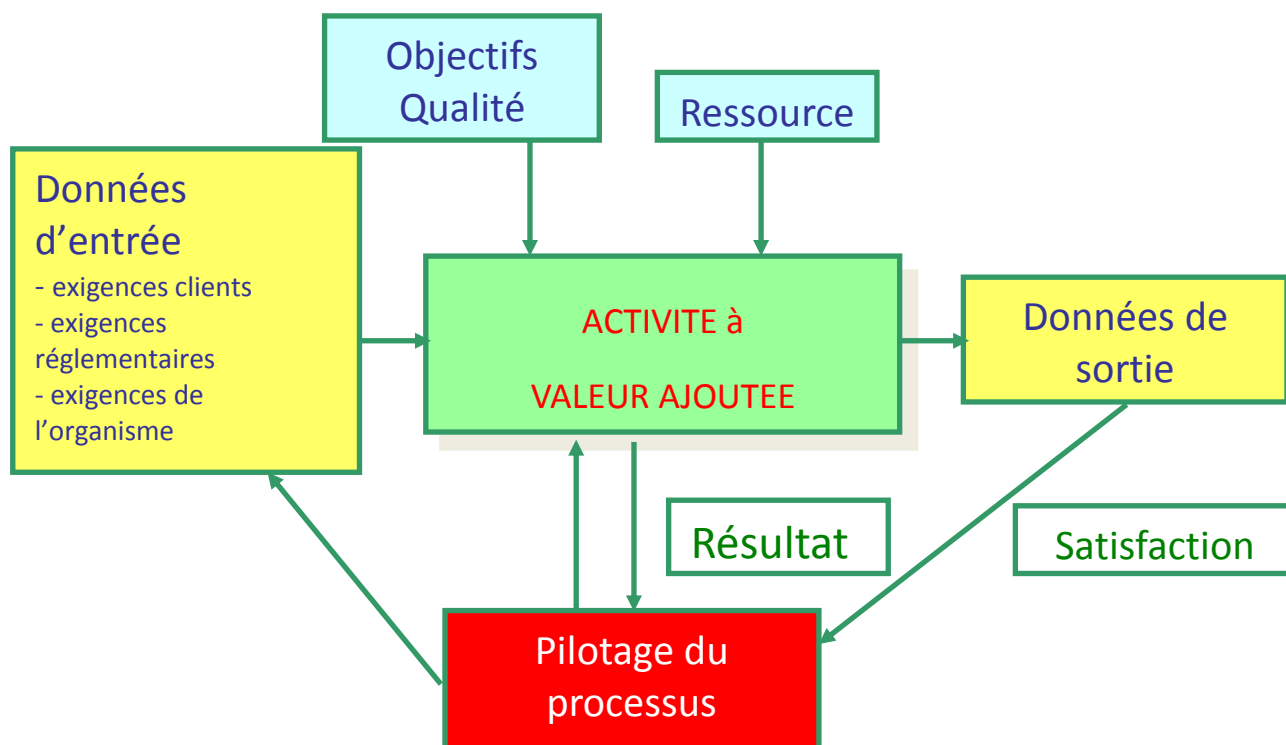 Objectifs
Qualité
Ressource
Données
d’entrée
- exigences clients
- exigences
réglementaires
- exigences de
l’organisme
ACTIVITE à
VALEUR AJOUTEE
Données de
sortie
Résultat
Satisfaction
Pilotage du
processus